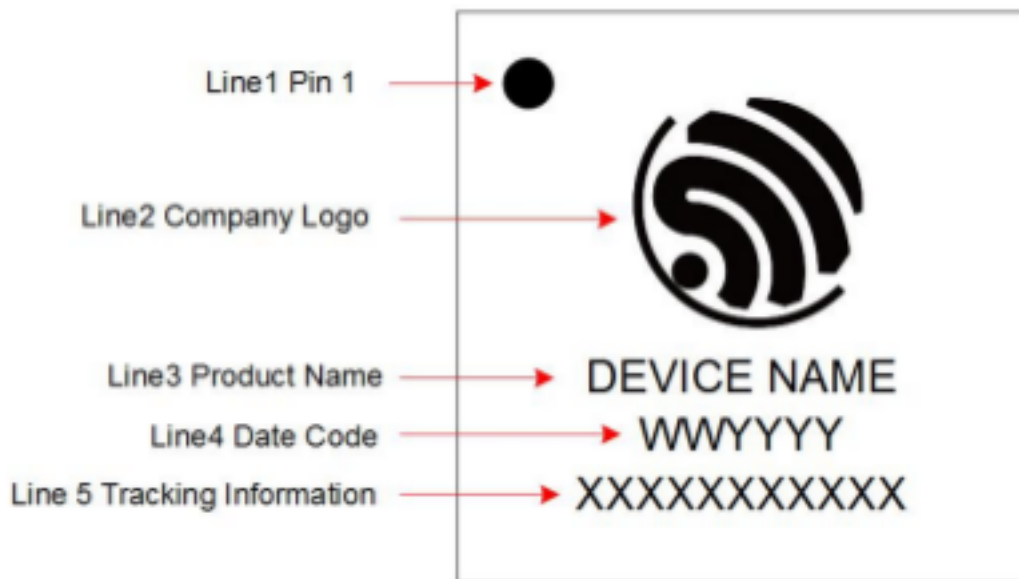 Line1 Pin 1
Line2 Company Logo
Line3 Product Name
DEVICE NAME
Line4 Date Code
WWYYYY
Line 5 Tracking Information
XXXXXXXXXXX